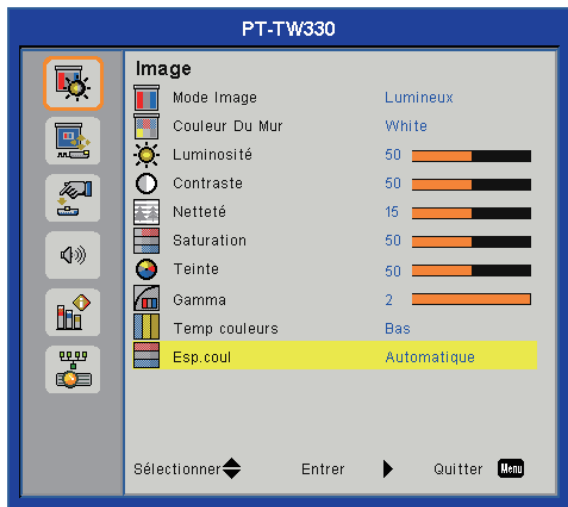 PT-TW330
Image
Mode Image Lumineux
Couleur Du Mur White
Luminosité 50
Contraste 50
Netteté 15
Saturation 50
Teinte 50
Gamma 2
Temp couleurs Bas
Esp.coul Automatique
Sélectionner Entrer Quitter Menu